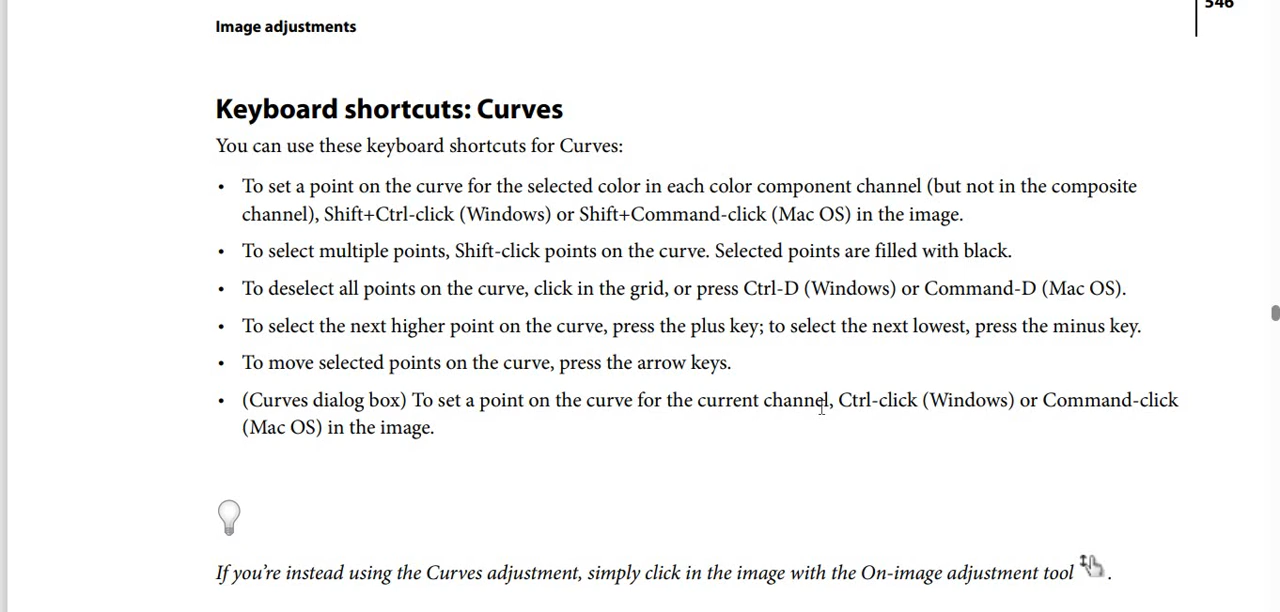 546
Image adjustments
Keyboard shortcuts: Curves
You can use these keyboard shortcuts for Curves:
• To set a point on the curve for the selected color in each color component channel (but not in the composite
channel), Shift+Ctrl-click (Windows) or Shift+Command-click (Mac OS) in the image.
• To select multiple points, Shift-click points on the curve. Selected points are filled with black.
• To deselect all points on the curve, click in the grid, or press Ctrl-D (Windows) or Command-D (Mac OS).
• To select the next higher point on the curve, press the plus key; to select the next lowest, press the minus key.
• To move selected points on the curve, press the arrow keys.
• (Curves dialog box) To set a point on the curve for the current channel, Ctrl-click (Windows) or Command-click
(Mac OS) in the image.
If you’re instead using the Curves adjustment, simply click in the image with the On-image adjustment tool .